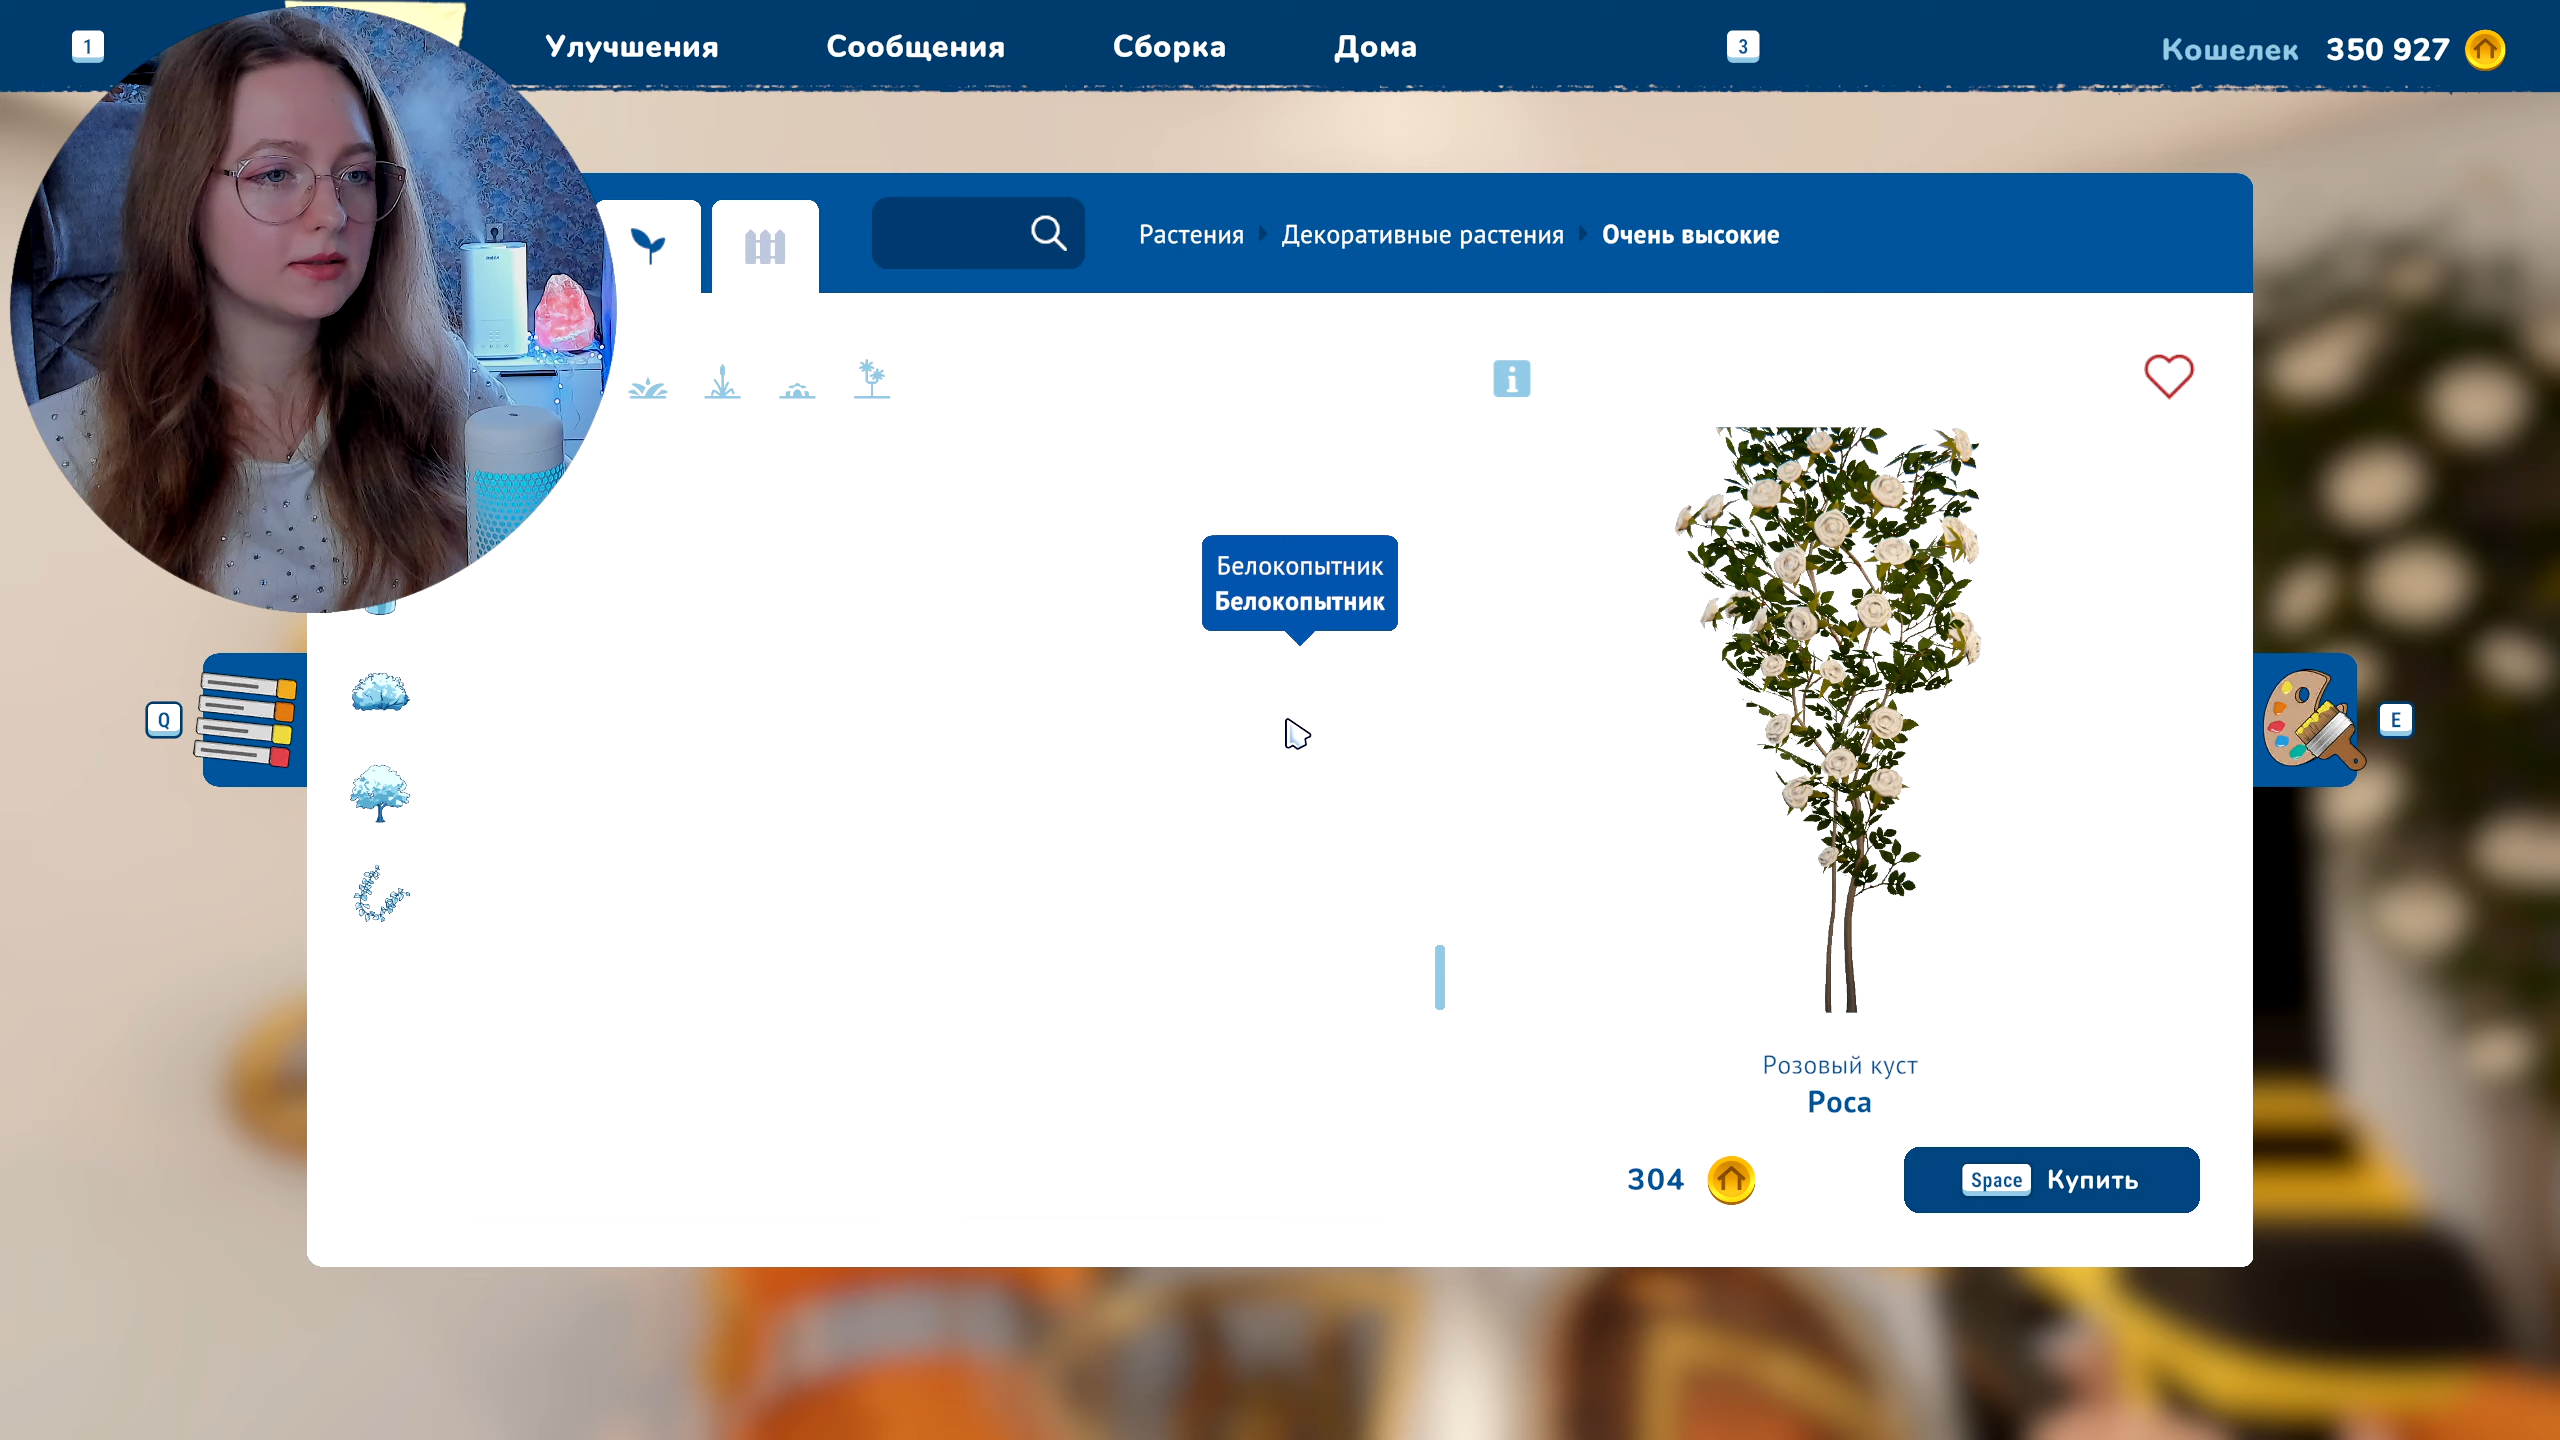 1
Улучшения
Сообщения
Сборка
Дома
3
Кошелек 350 927
Растения
Декоративные растения
Очень высокие
i
Белокопытник
Белокопытник
Q
E
Розовый куст
Роса
304
Space Купить